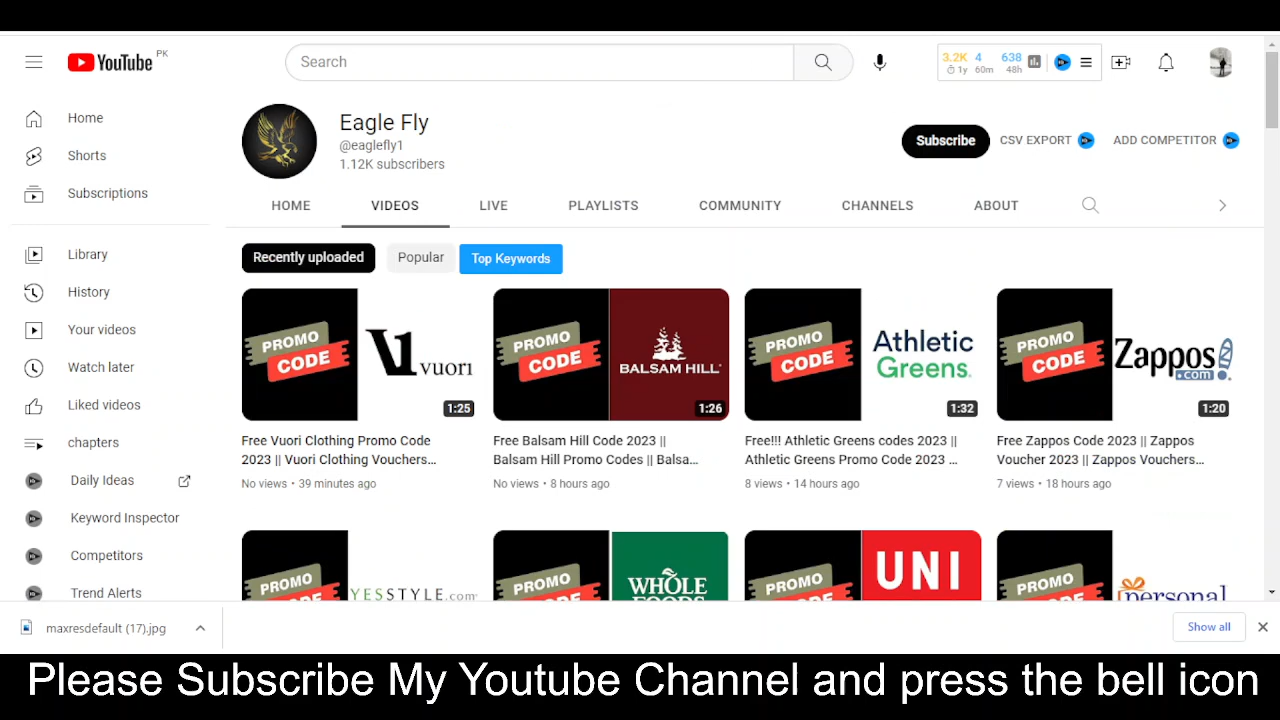 YouTube PK
Search
3.2K 4 638
1y 60m 48h
Eagle Fly
@eaglefly1
1.12K subscribers
Subscribe
CSV EXPORT
ADD COMPETITOR
HOME VIDEOS LIVE PLAYLISTS COMMUNITY CHANNELS ABOUT
Home
Shorts
Subscriptions
Library
History
Your videos
Watch later
Liked videos
chapters
Daily Ideas
Keyword Inspector
Competitors
Trend Alerts
Recently uploaded Popular Top Keywords
PROMO
CODE
V1 vuori
1:25
Free Vuori Clothing Promo Code
2023 || Vuori Clothing Vouchers...
No views • 39 minutes ago
PROMO
CODE
BALSAM HILL
1:26
Free Balsam Hill Code 2023 ||
Balsam Hill Promo Codes || Balsa...
No views • 8 hours ago
PROMO
CODE
Athletic
Greens.
1:32
Free!!! Athletic Greens codes 2023 ||
Athletic Greens Promo Code 2023 ...
8 views • 14 hours ago
PROMO
CODE
Zappos
.com
1:20
Free Zappos Code 2023 || Zappos
Voucher 2023 || Zappos Vouchers...
7 views • 18 hours ago
PROMO
CODE
YESSTYLE.com
PROMO
CODE
WHOLE
FOODS
PROMO
CODE
UNI
PROMO
CODE
personal
maxresdefault (17).jpg
Show all
Please Subscribe My Youtube Channel and press the bell icon